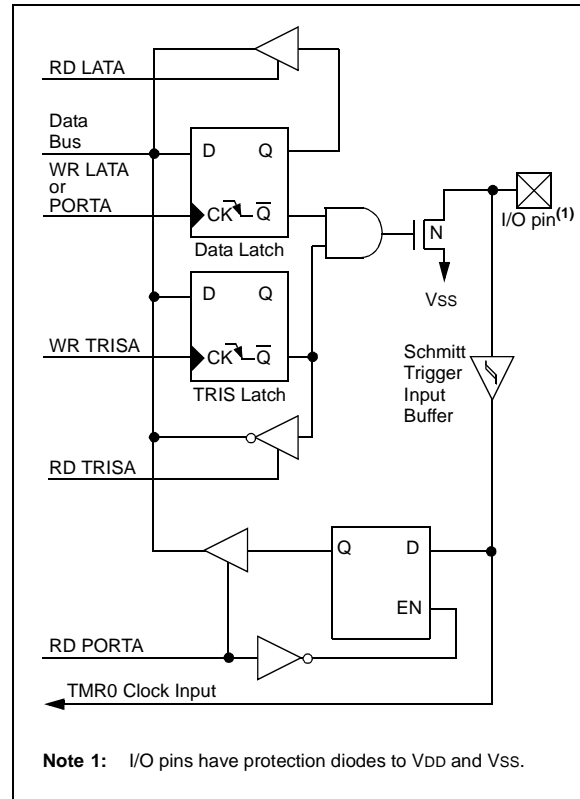 RD LATA
Data
Bus
WR LATA
or
PORTA
D Q
CK Q̅
Data Latch
N
I/O pin(1)
VSS
D Q
WR TRISA
CK Q̅
TRIS Latch
Schmitt
Trigger
Input
Buffer
RD TRISA
Q D
EN
RD PORTA
TMR0 Clock Input
Note 1: I/O pins have protection diodes to VDD and VSS.